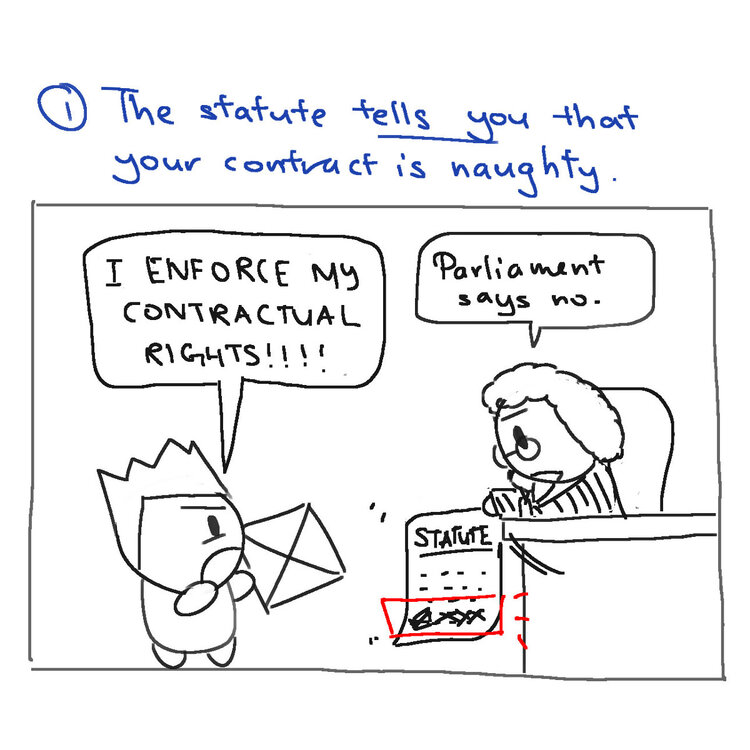 ① The statute tells you that
your contract is naughty.
I ENFORCE MY
CONTRACTUAL
RIGHTS!!!!
Parliament
says no.
STATUTE